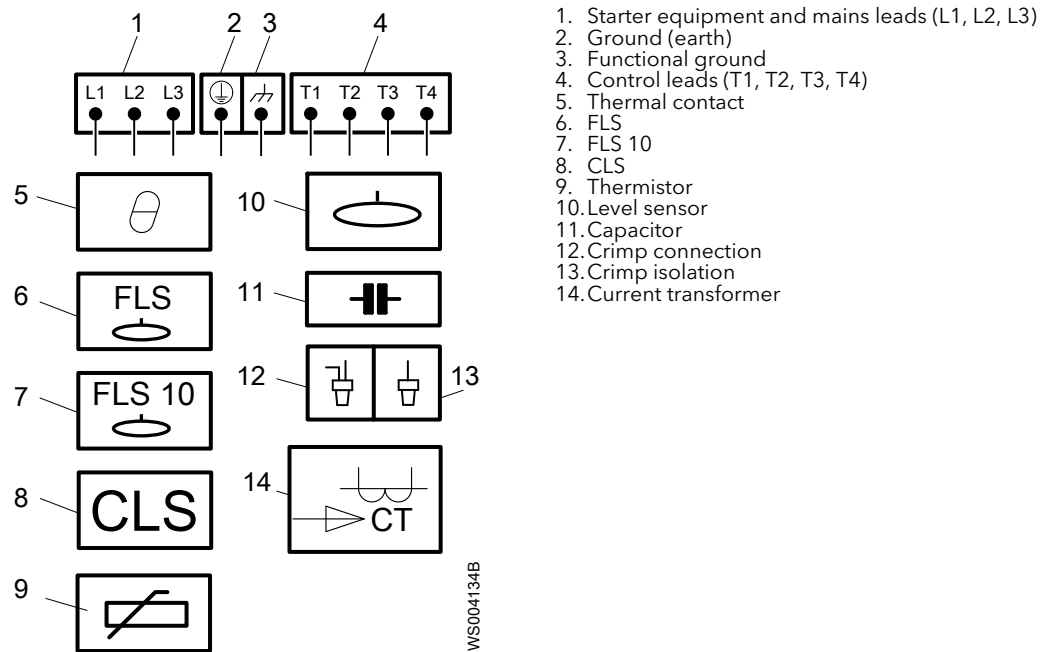 1 2 3 4
L1 L2 L3 T1 T2 T3 T4
5
10
6 FLS
11
7 FLS 10
12 13
8 CLS
14 CT
9
WS004134B
1. Starter equipment and mains leads (L1, L2, L3)
2. Ground (earth)
3. Functional ground
4. Control leads (T1, T2, T3, T4)
5. Thermal contact
6. FLS
7. FLS 10
8. CLS
9. Thermistor
10.Level sensor
11.Capacitor
12.Crimp connection
13.Crimp isolation
14.Current transformer